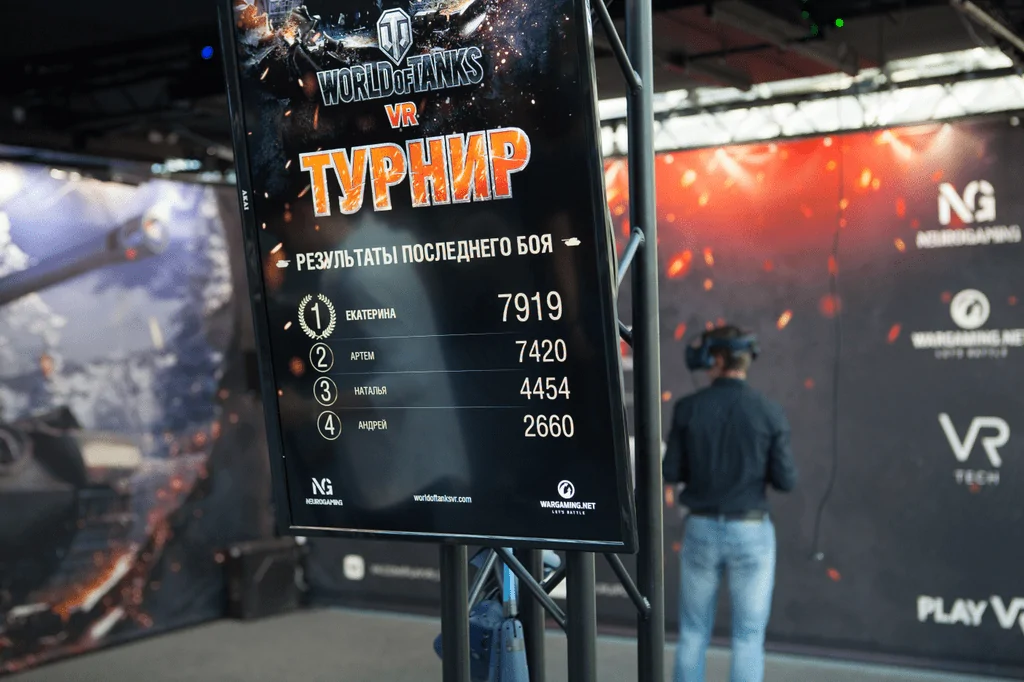 WORLD OF TANKS
VR
ТУРНИР
РЕЗУЛЬТАТЫ ПОСЛЕДНЕГО БОЯ
1 ЕКАТЕРИНА 7919
2 АРТЕМ 7420
3 НАТАЛЬЯ 4454
4 АНДРЕЙ 2660
NG
NEUROGAMING
worldoftanksvr.com
WARGAMING.NET
LET'S BATTLE
AKAI
NG
NEUROGAMING
WARGAMING.NET
LET'S BATTLE
VR
TECH
PLAY